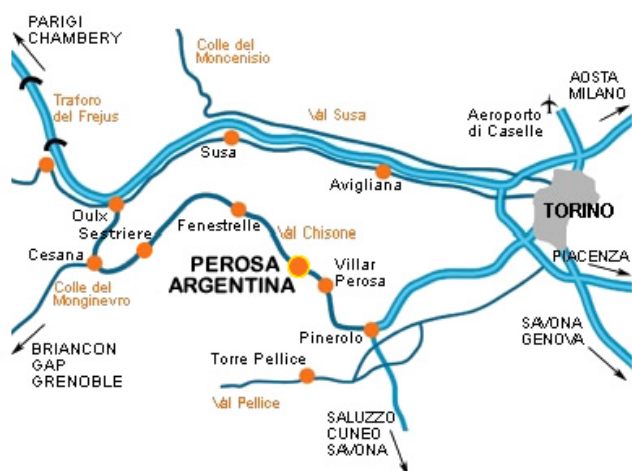 PARIGI
CHAMBERY
Colle del
Moncenisio
AOSTA
MILANO
Traforo
del Frejus
Val Susa
Aeroporto
di Caselle
Susa
Avigliana
Oulx
TORINO
Sestriere
Fenestrelle
Val Chisone
Cesana
PEROSA
ARGENTINA
Villar
Perosa
PIACENZA
Colle del
Monginevro
Pinerolo
SAVONA
GENOVA
BRIANCON
GAP
GRENOBLE
Torre Pellice
Val Pellice
SALUZZO
CUNEO
SAVONA